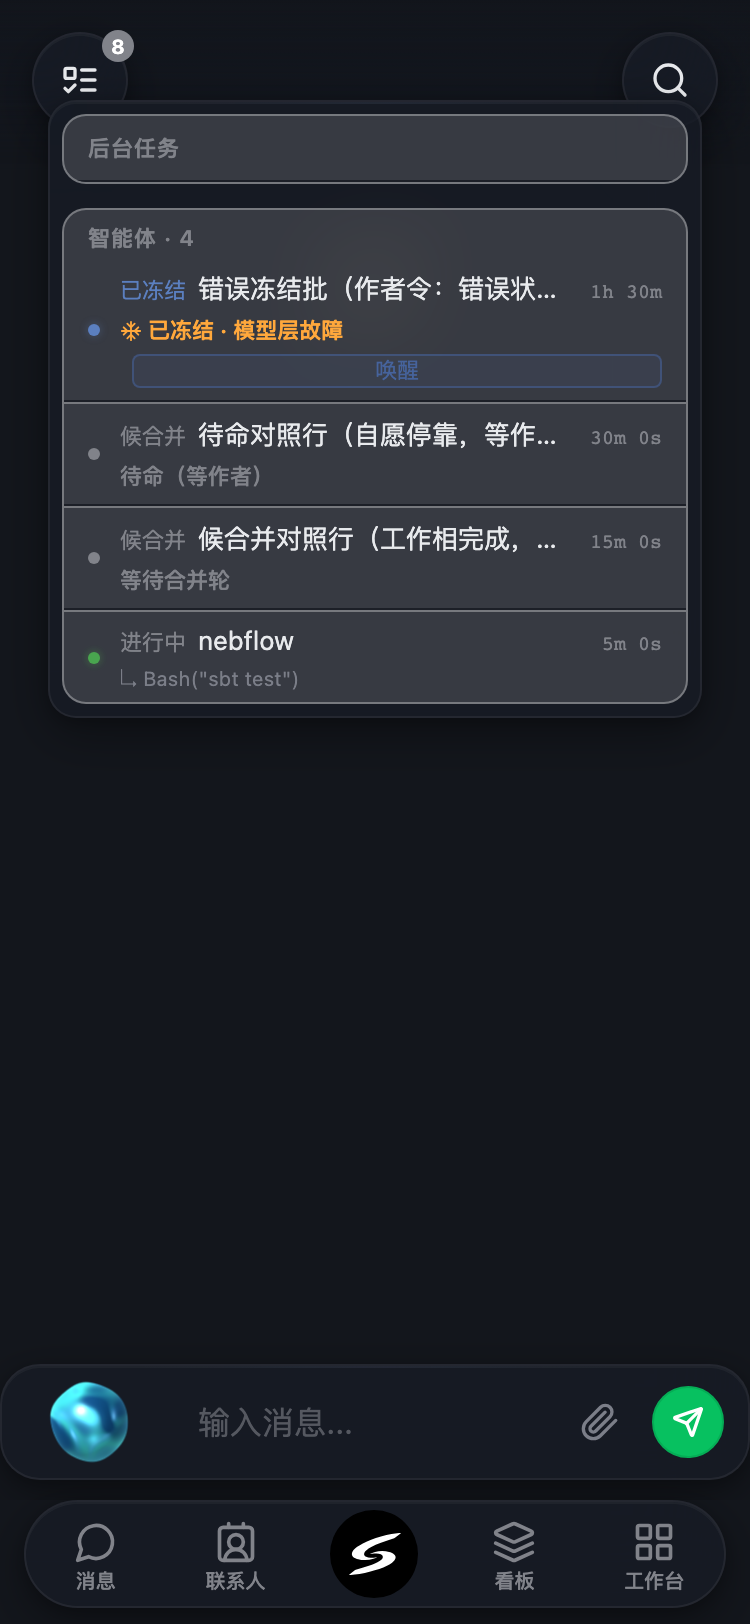 8
后台任务
智能体 · 4
已冻结 错误冻结批（作者令：错误状... 1h 30m
已冻结 · 模型层故障
唤醒
候合并 待命对照行（自愿停靠，等作... 30m 0s
待命（等作者）
候合并 候合并对照行（工作相完成，... 15m 0s
等待合并轮
进行中 nebflow 5m 0s
Bash("sbt test")
输入消息...
消息 联系人 看板 工作台